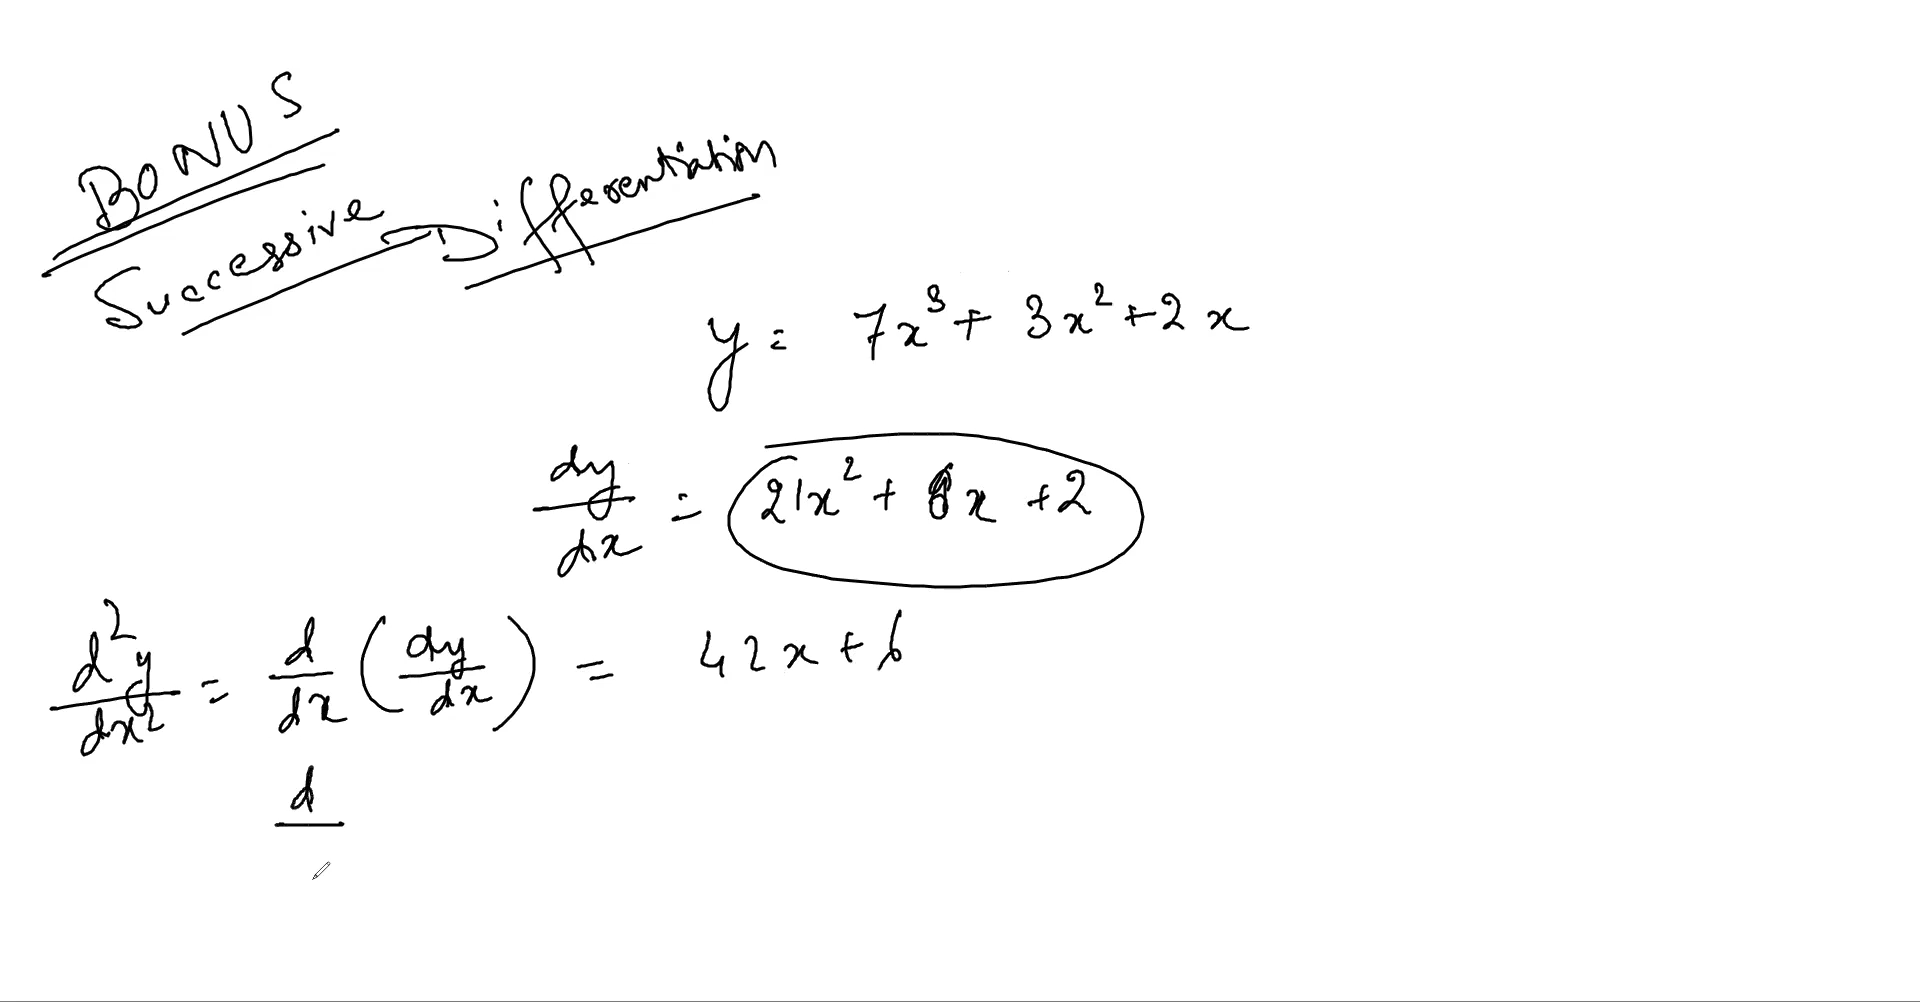 BONUS
Successive Differentiation
y = 7x³ + 3x² + 2x
dy/dx = 21x² + 6x + 2
d²y/dx² = d/dx (dy/dx) = 42x + 6
d